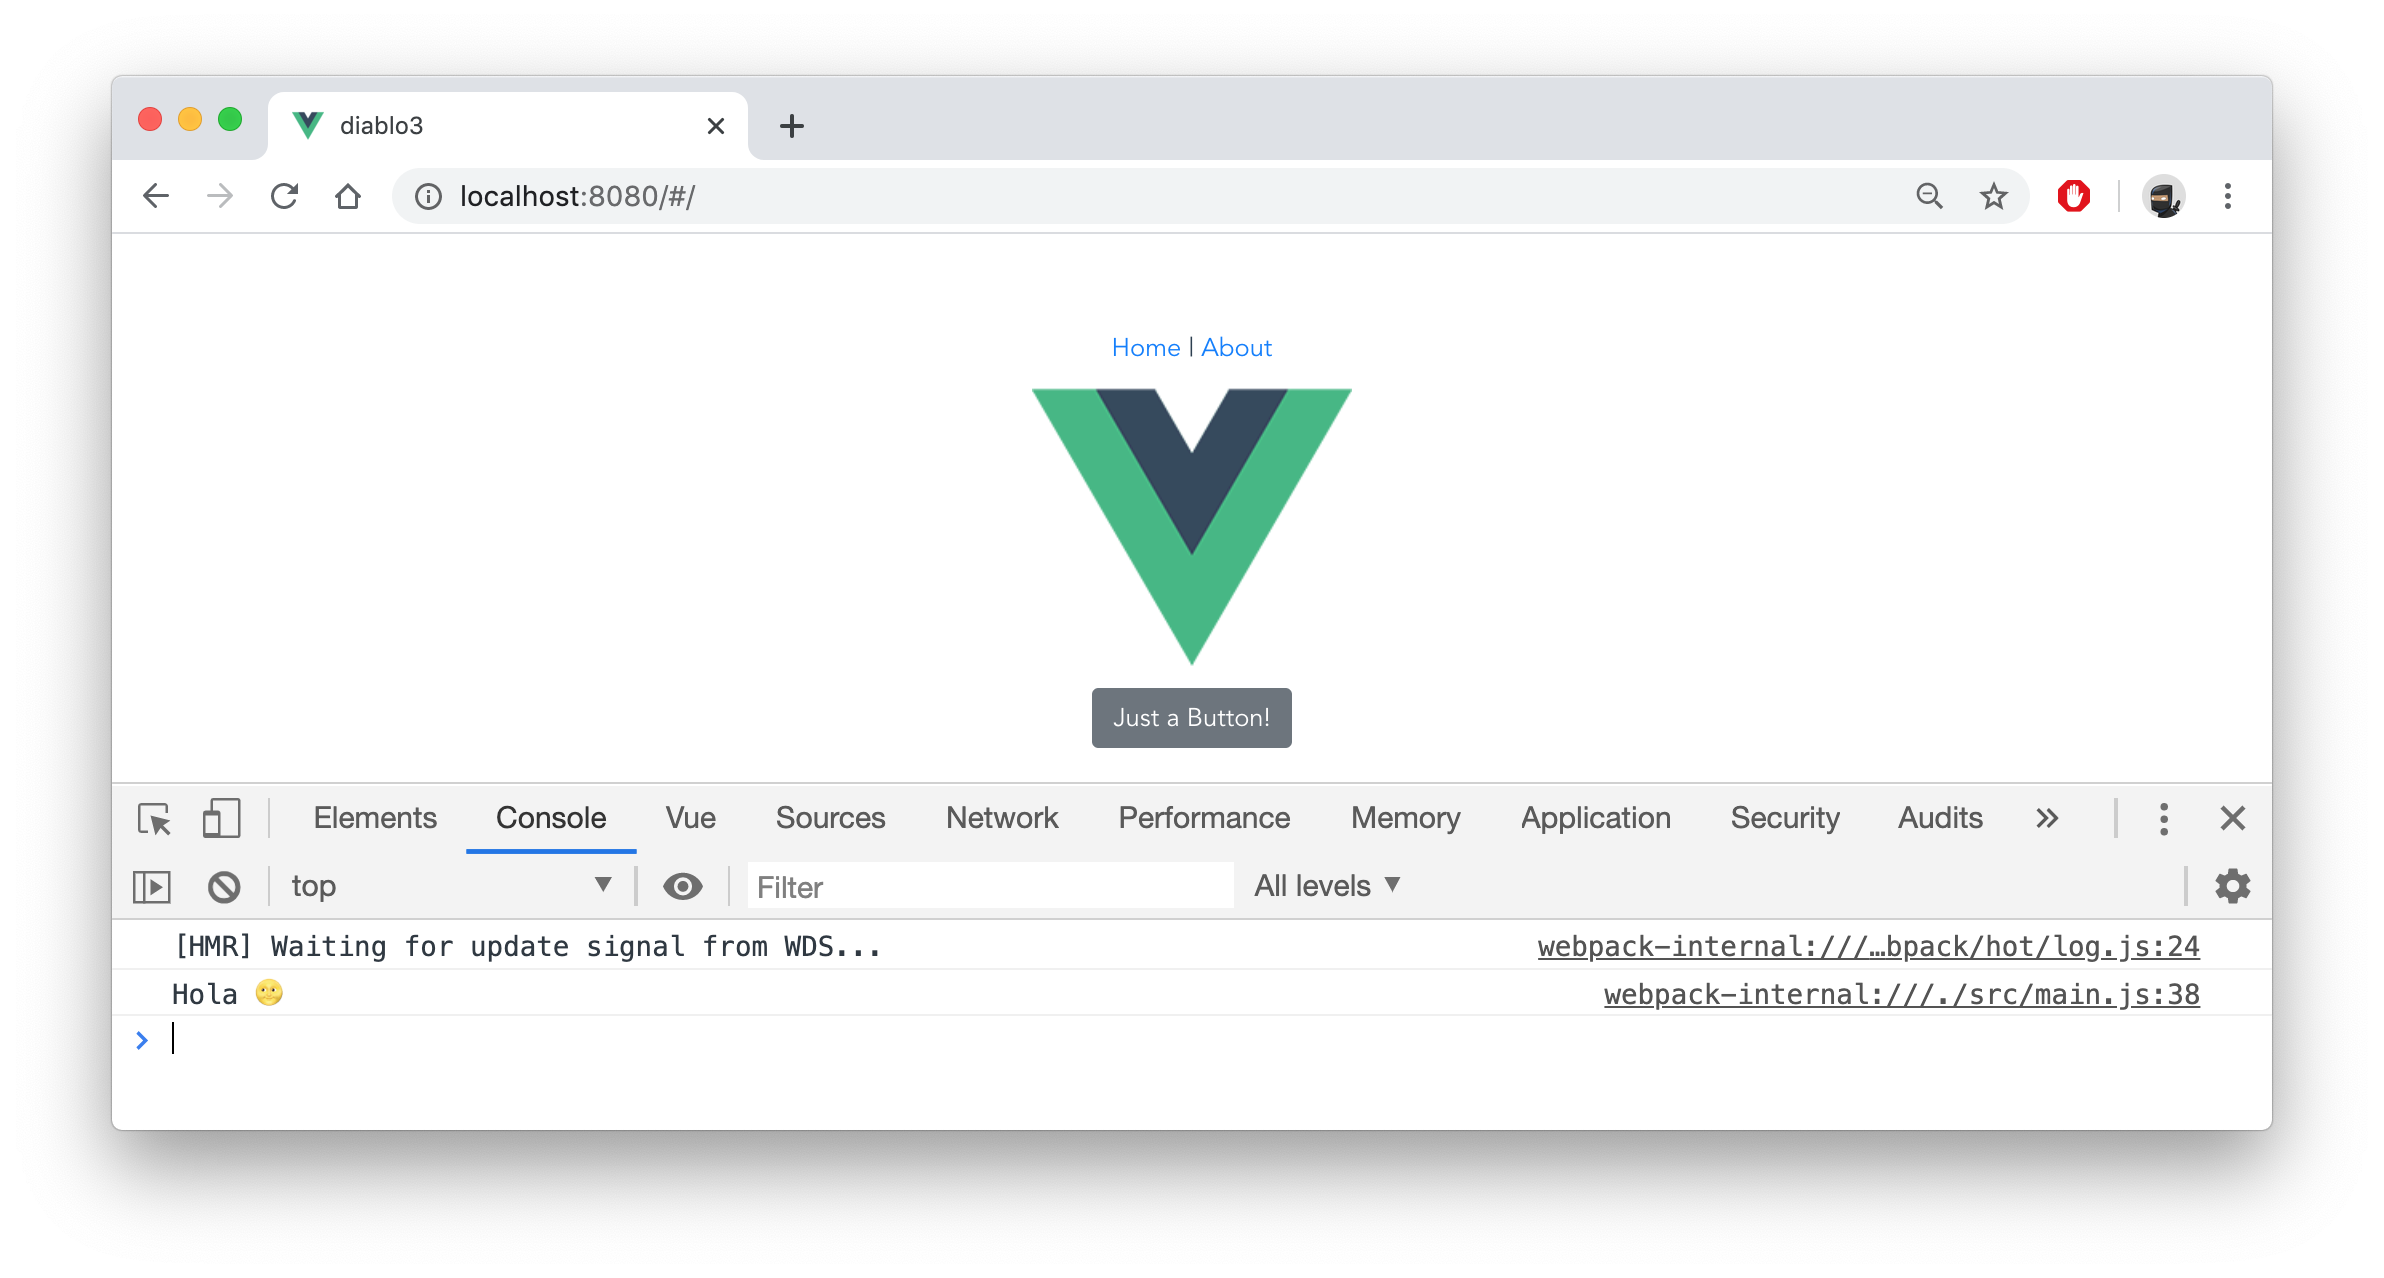 diablo3
localhost:8080/#/
Home | About
Just a Button!
Elements Console Vue Sources Network Performance Memory Application Security Audits »
top Filter All levels
[HMR] Waiting for update signal from WDS... webpack-internal:///…bpack/hot/log.js:24
Hola 🌝 webpack-internal:///./src/main.js:38